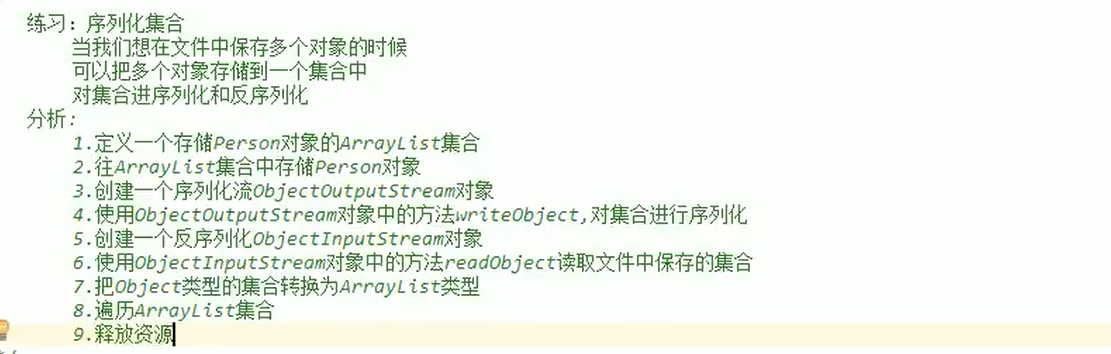 练习：序列化集合
当我们想在文件中保存多个对象的时候
可以把多个对象存储到一个集合中
对集合进序列化和反序列化
分析：
1.定义一个存储Person对象的ArrayList集合
2.往ArrayList集合中存储Person对象
3.创建一个序列化流ObjectOutputStream对象
4.使用ObjectOutputStream对象中的方法writeObject,对集合进行序列化
5.创建一个反序列化ObjectInputStream对象
6.使用ObjectInputStream对象中的方法readObject读取文件中保存的集合
7.把Object类型的集合转换为ArrayList类型
8.遍历ArrayList集合
9.释放资源